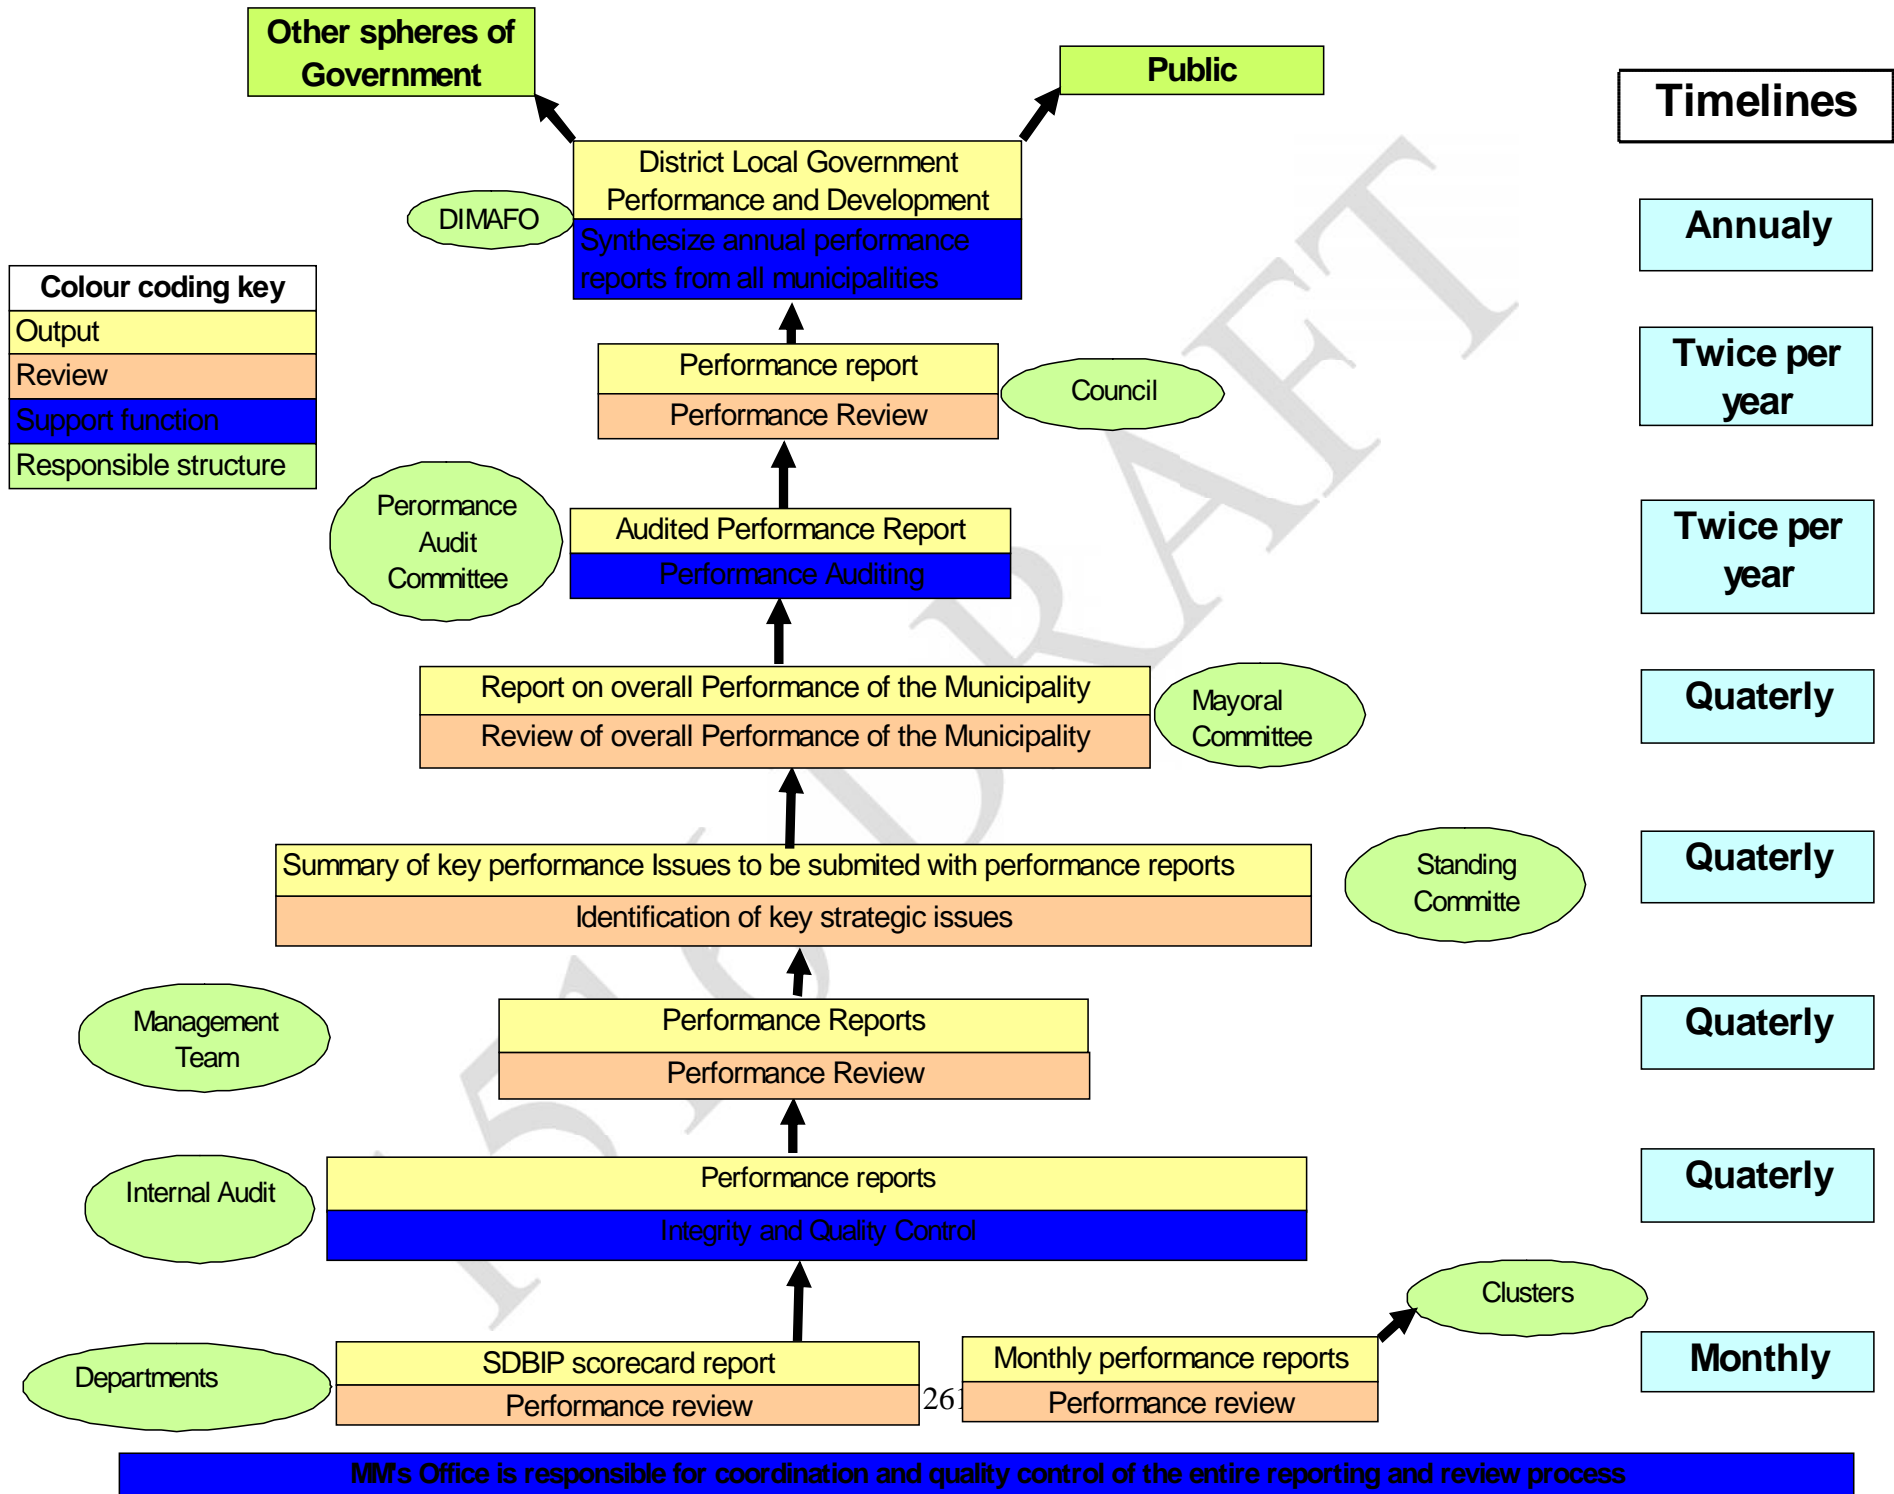 Other spheres of
Government
Public
Timelines
District Local Government
Performance and Development
DIMAFO
Synthesize annual performance
reports from all municipalities
Annualy
Colour coding key
Output
Review
Support function
Responsible structure
Performance report
Performance Review
Council
Twice per
year
Perormance
Audit
Committee
Audited Performance Report
Performance Auditing
Twice per
year
Report on overall Performance of the Municipality
Review of overall Performance of the Municipality
Mayoral
Committee
Quaterly
Summary of key performance Issues to be submited with performance reports
Identification of key strategic issues
Standing
Committe
Quaterly
Management
Team
Performance Reports
Performance Review
Quaterly
Internal Audit
Performance reports
Integrity and Quality Control
Quaterly
Clusters
Departments
SDBIP scorecard report
Performance review
261
Monthly performance reports
Performance review
Monthly
MM's Office is responsible for coordination and quality control of the entire reporting and review process
DRAFT